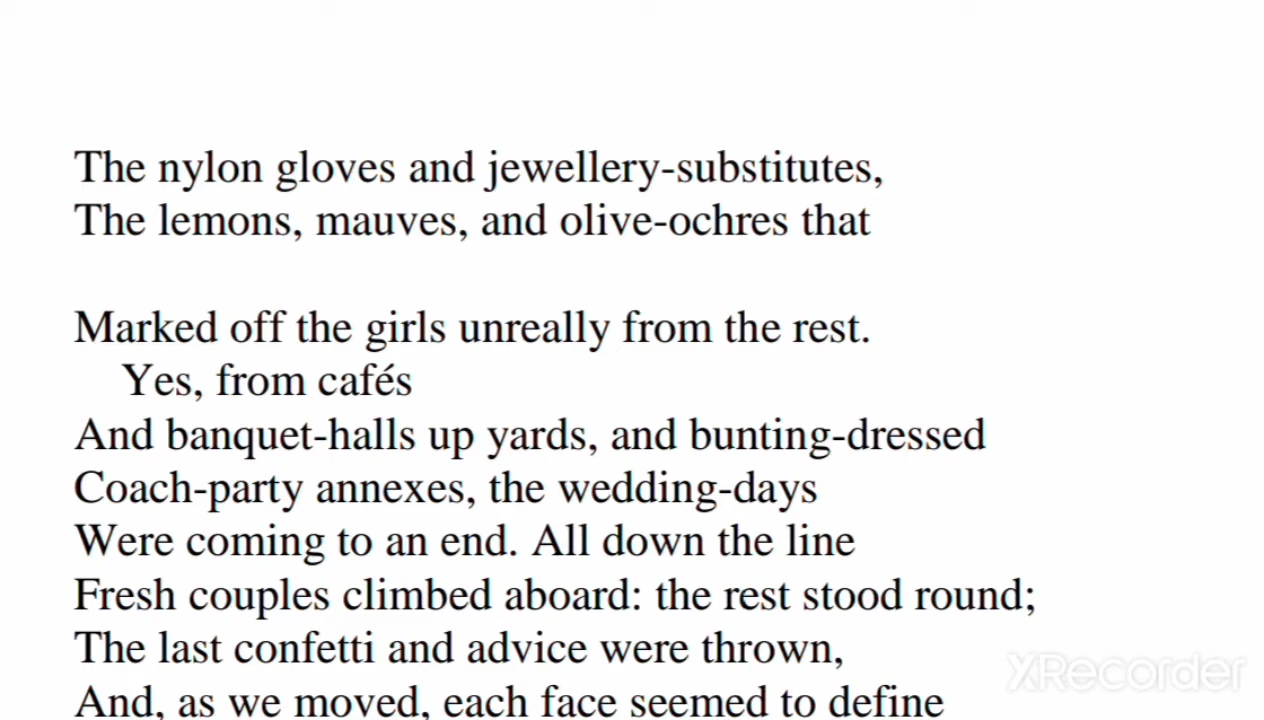 The nylon gloves and jewellery-substitutes,
The lemons, mauves, and olive-ochres that
Marked off the girls unreally from the rest.
Yes, from cafés
And banquet-halls up yards, and bunting-dressed
Coach-party annexes, the wedding-days
Were coming to an end. All down the line
Fresh couples climbed aboard: the rest stood round;
The last confetti and advice were thrown,
And, as we moved, each face seemed to define
XRecorder